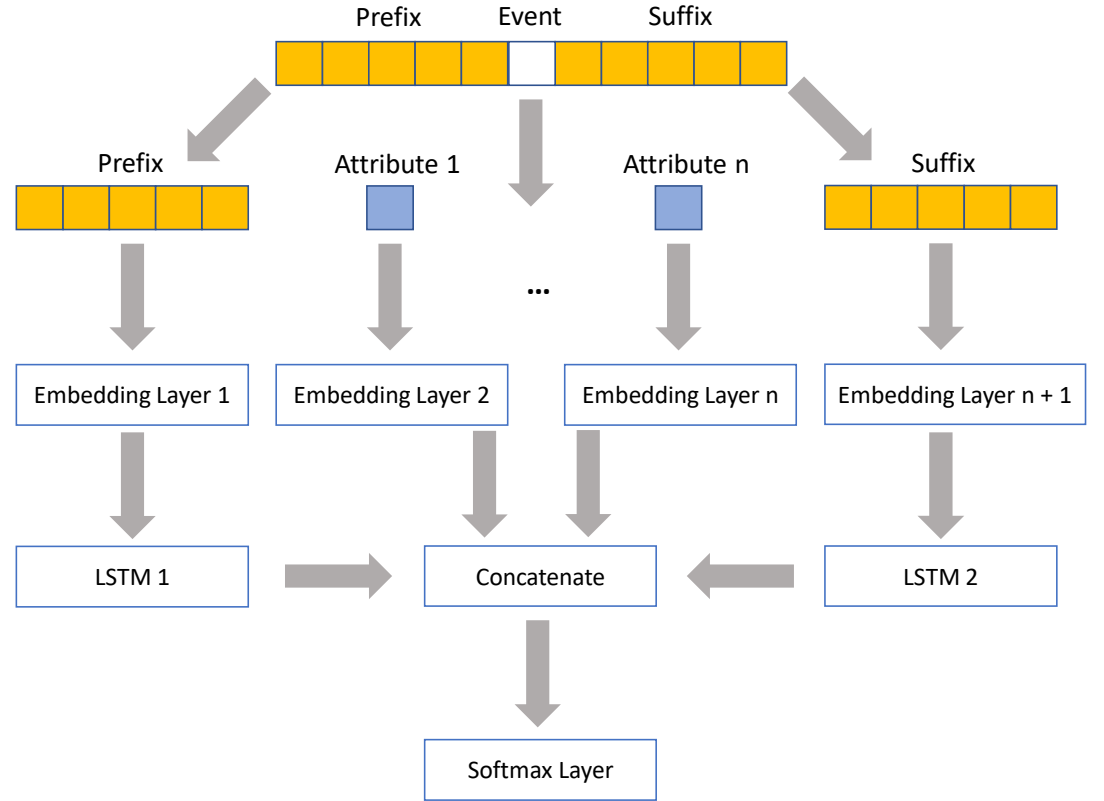 Prefix
Event
Suffix
Prefix
Attribute 1
Attribute n
Suffix
...
Embedding Layer 1
Embedding Layer 2
Embedding Layer n
Embedding Layer n + 1
LSTM 1
Concatenate
LSTM 2
Softmax Layer